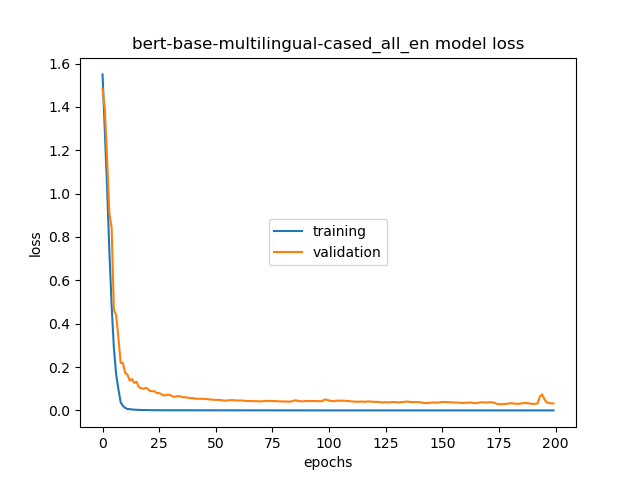 bert-base-multilingual-cased_all_en model loss
1.6
1.4
1.2
1.0
0.8
0.6
0.4
0.2
0.0
loss
training
validation
0 25 50 75 100 125 150 175 200
epochs